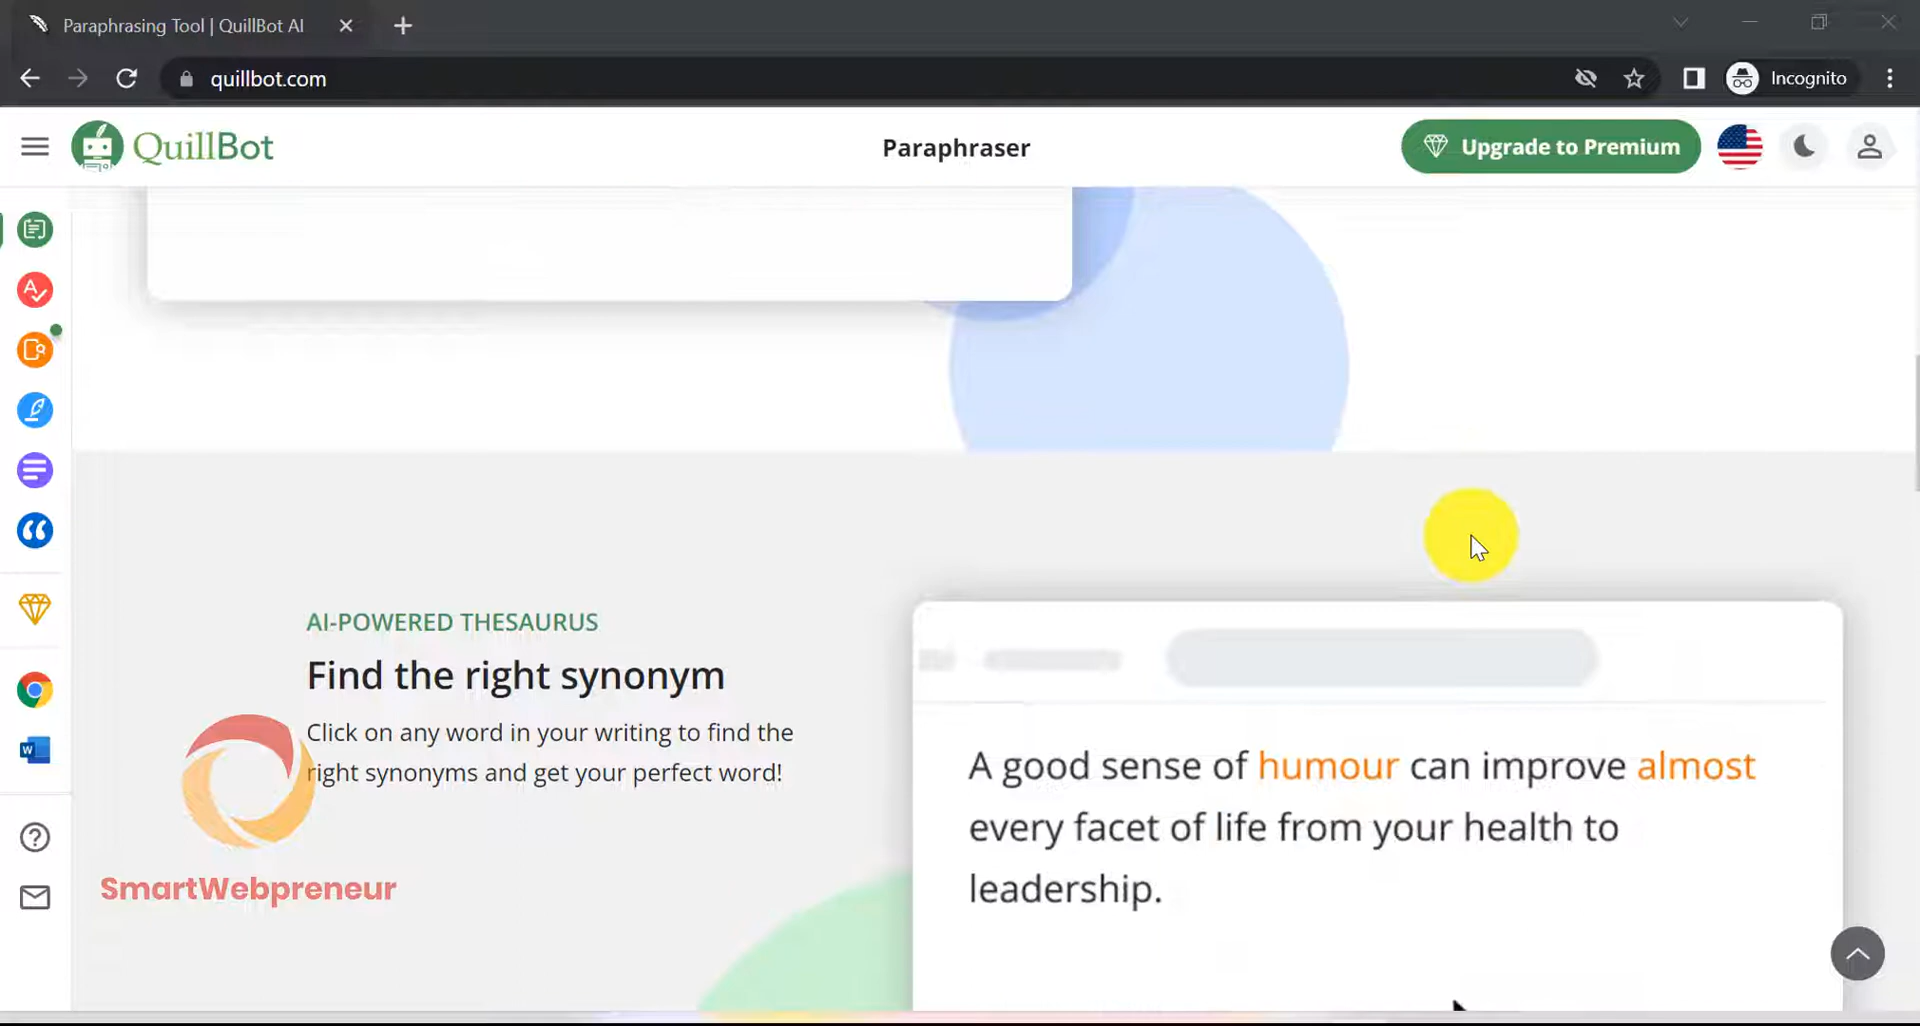 Paraphrasing Tool | QuillBot AI
quillbot.com
Incognito
QuillBot
Paraphraser
Upgrade to Premium
AI-POWERED THESAURUS
Find the right synonym
Click on any word in your writing to find the
right synonyms and get your perfect word!
SmartWebpreneur
A good sense of humour can improve almost
every facet of life from your health to
leadership.